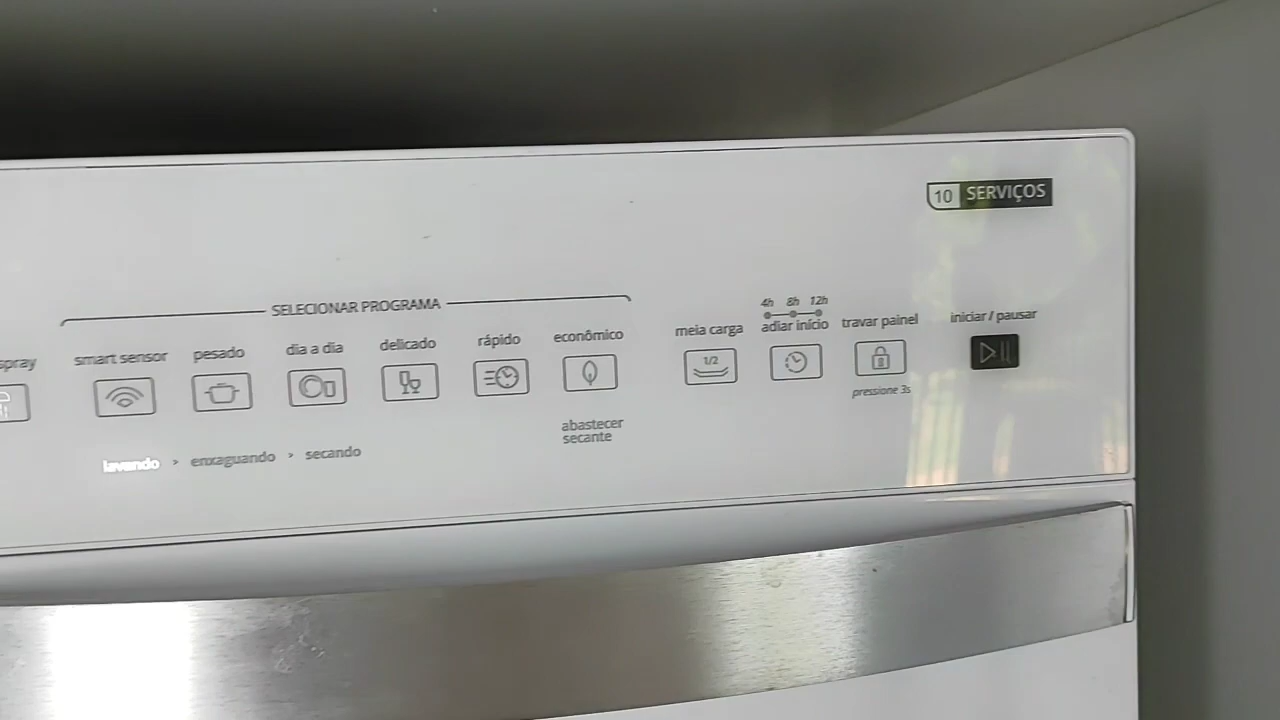 10 SERVIÇOS
SELECIONAR PROGRAMA
4h 8h 12h
spray
smart sensor
pesado
dia a dia
delicado
rápido
econômico
meia carga
adiar início
travar painel
iniciar / pausar
1/2
pressione 3s
abastecer
secante
lavando > enxaguando > secando